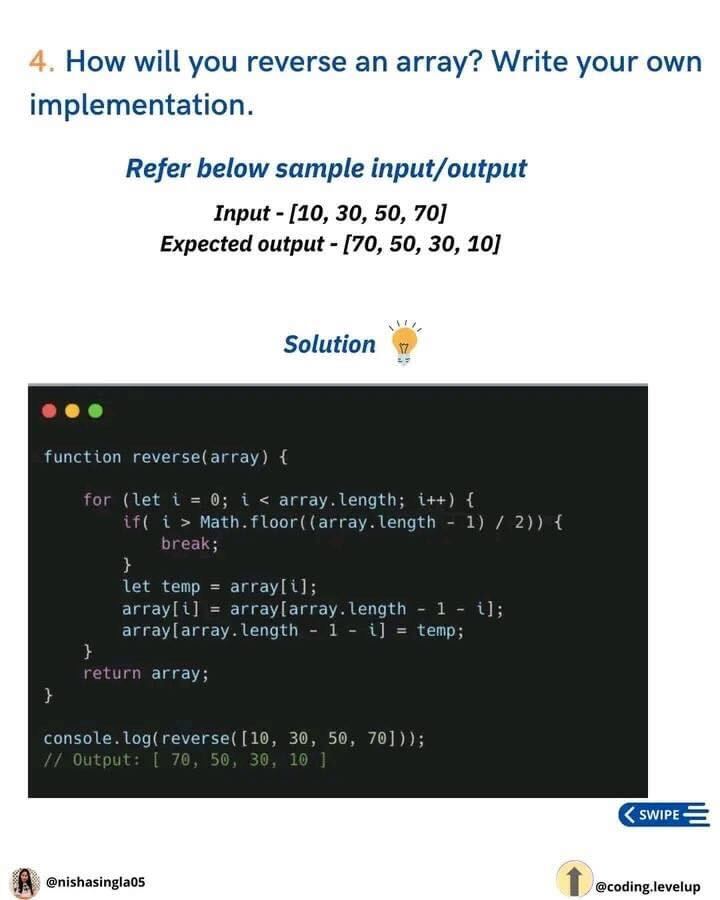 4. How will you reverse an array? Write your own
implementation.
Refer below sample input/output
Input - [10, 30, 50, 70]
Expected output - [70, 50, 30, 10]
Solution
function reverse(array) {
for (let i = 0; i < array.length; i++) {
if( i > Math.floor((array.length - 1) / 2)) {
break;
}
let temp = array[i];
array[i] = array[array.length - 1 - i];
array[array.length - 1 - i] = temp;
}
return array;
}
console.log(reverse([10, 30, 50, 70]));
// Output: [ 70, 50, 30, 10 ]
SWIPE
@nishasingla05
@coding.levelup